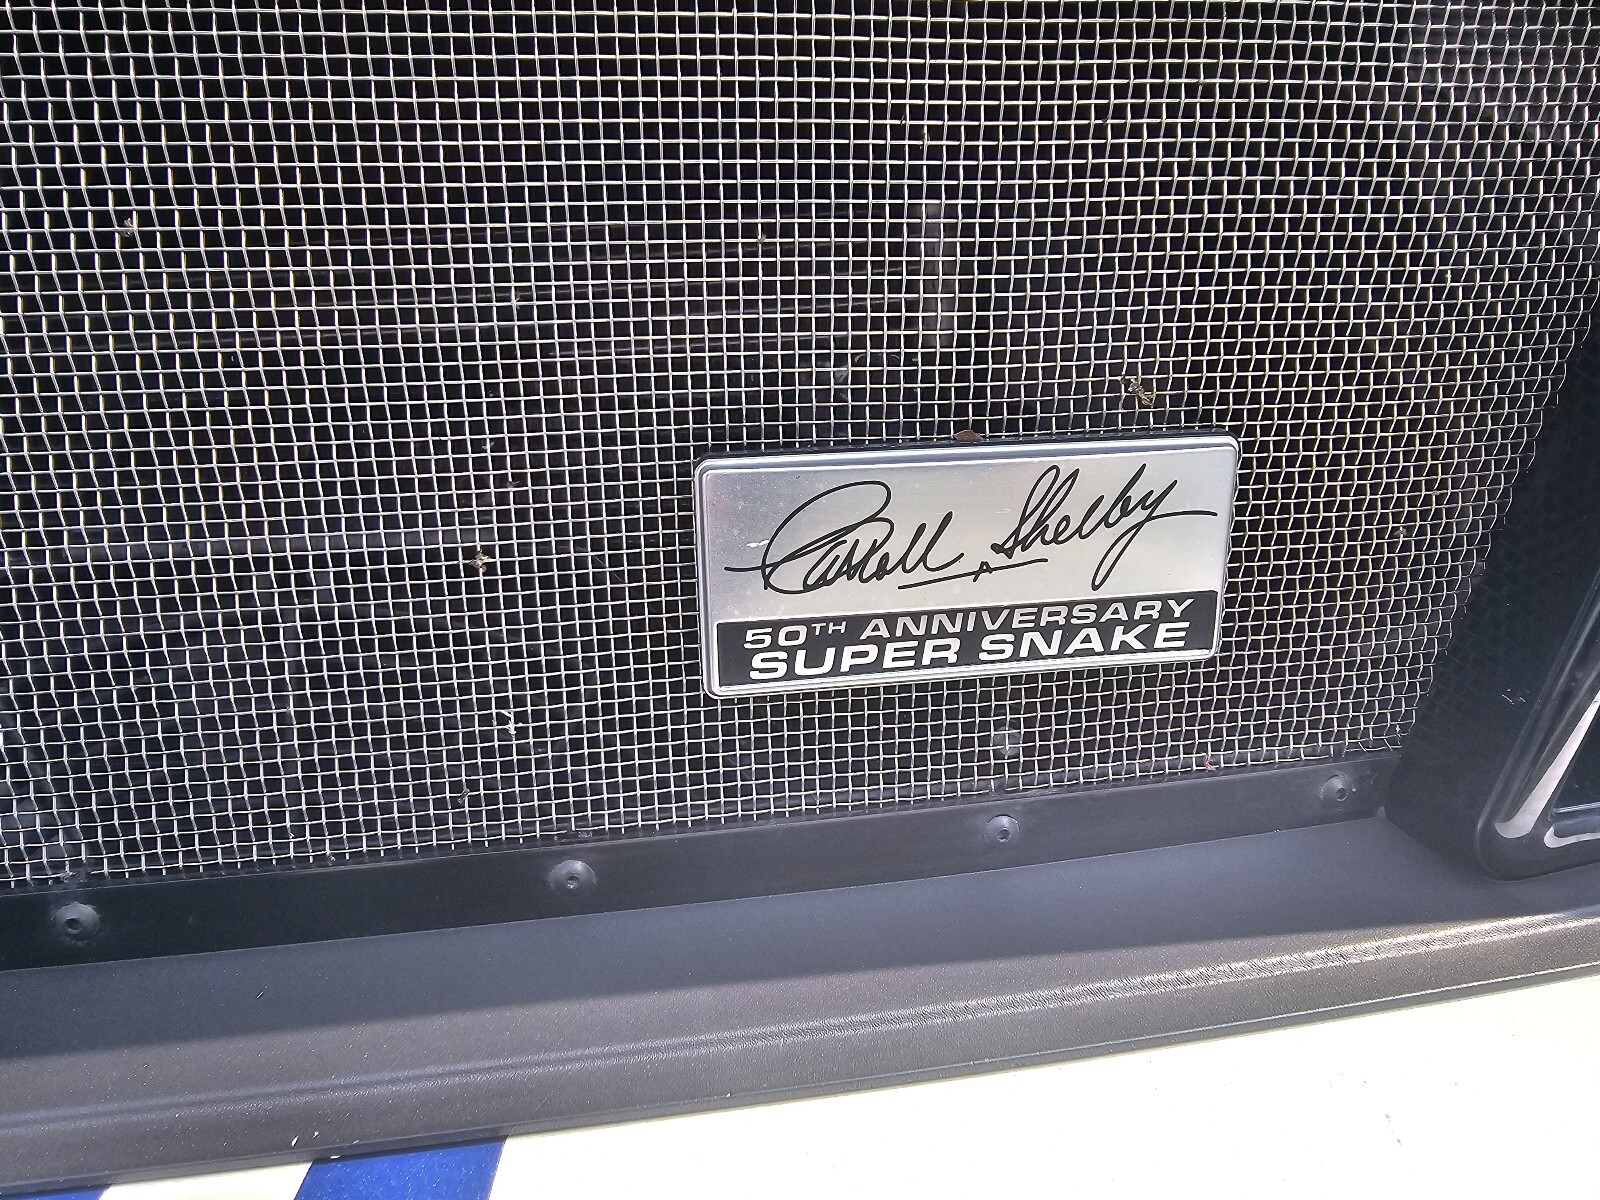 Carroll Shelby
50TH ANNIVERSARY
SUPER SNAKE